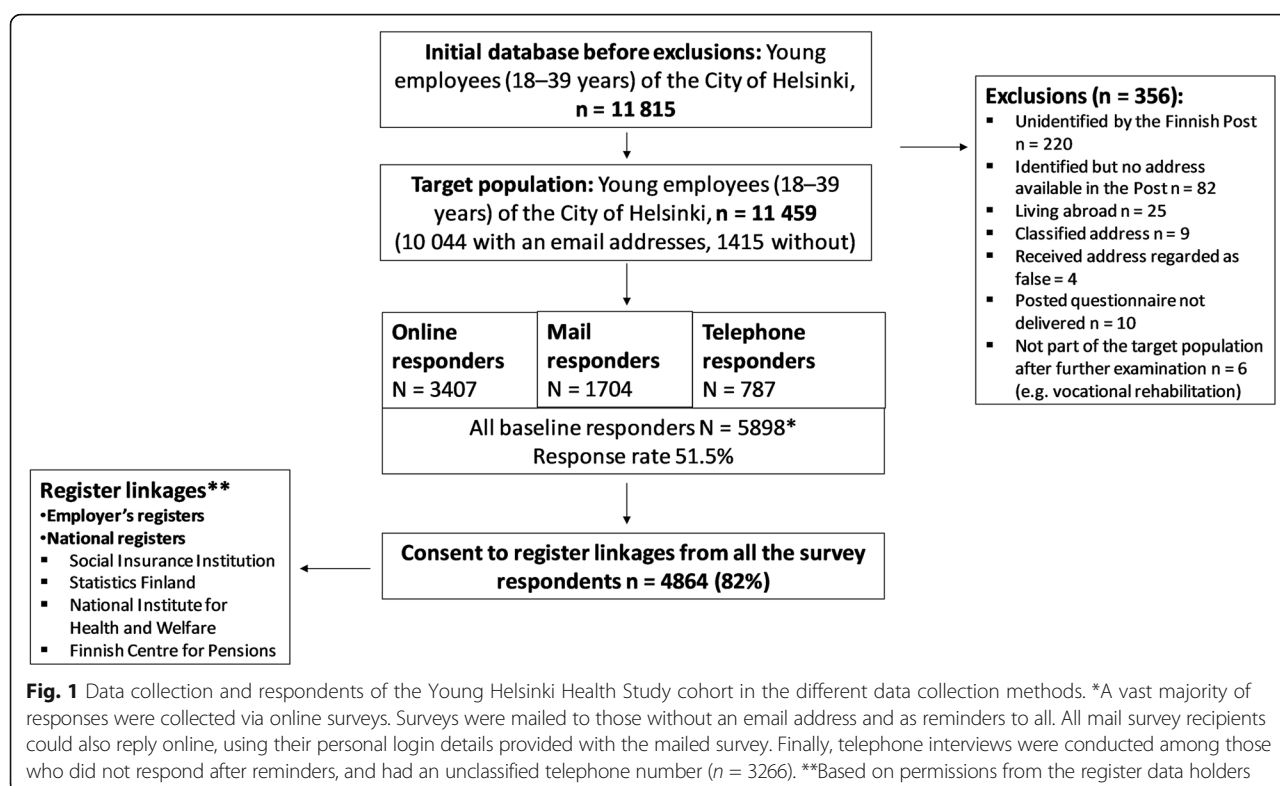 Initial database before exclusions: Young
employees (18–39 years) of the City of Helsinki,
n = 11 815
Exclusions (n = 356):
▪ Unidentified by the Finnish Post
n = 220
▪ Identified but no address
available in the Post n = 82
▪ Living abroad n = 25
▪ Classified address n = 9
▪ Received address regarded as
false = 4
▪ Posted questionnaire not
delivered n = 10
▪ Not part of the target population
after further examination n = 6
(e.g. vocational rehabilitation)
Target population: Young employees (18–39
years) of the City of Helsinki, n = 11 459
(10 044 with an email addresses, 1415 without)
Online
responders
N = 3407
Mail
responders
N = 1704
Telephone
responders
N = 787
All baseline responders N = 5898*
Response rate 51.5%
Consent to register linkages from all the survey
respondents n = 4864 (82%)
Register linkages**
•Employer's registers
•National registers
▪ Social Insurance Institution
▪ Statistics Finland
▪ National Institute for
Health and Welfare
▪ Finnish Centre for Pensions
Fig. 1 Data collection and respondents of the Young Helsinki Health Study cohort in the different data collection methods. *A vast majority of
responses were collected via online surveys. Surveys were mailed to those without an email address and as reminders to all. All mail survey recipients
could also reply online, using their personal login details provided with the mailed survey. Finally, telephone interviews were conducted among those
who did not respond after reminders, and had an unclassified telephone number (n = 3266). **Based on permissions from the register data holders